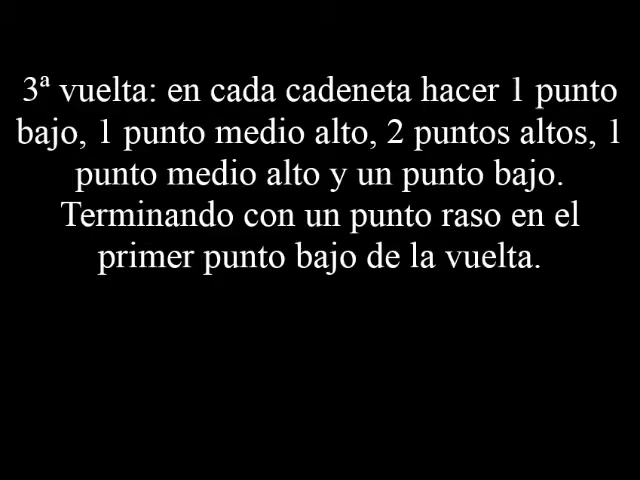 3ª vuelta: en cada cadeneta hacer 1 punto
bajo, 1 punto medio alto, 2 puntos altos, 1
punto medio alto y un punto bajo.
Terminando con un punto raso en el
primer punto bajo de la vuelta.